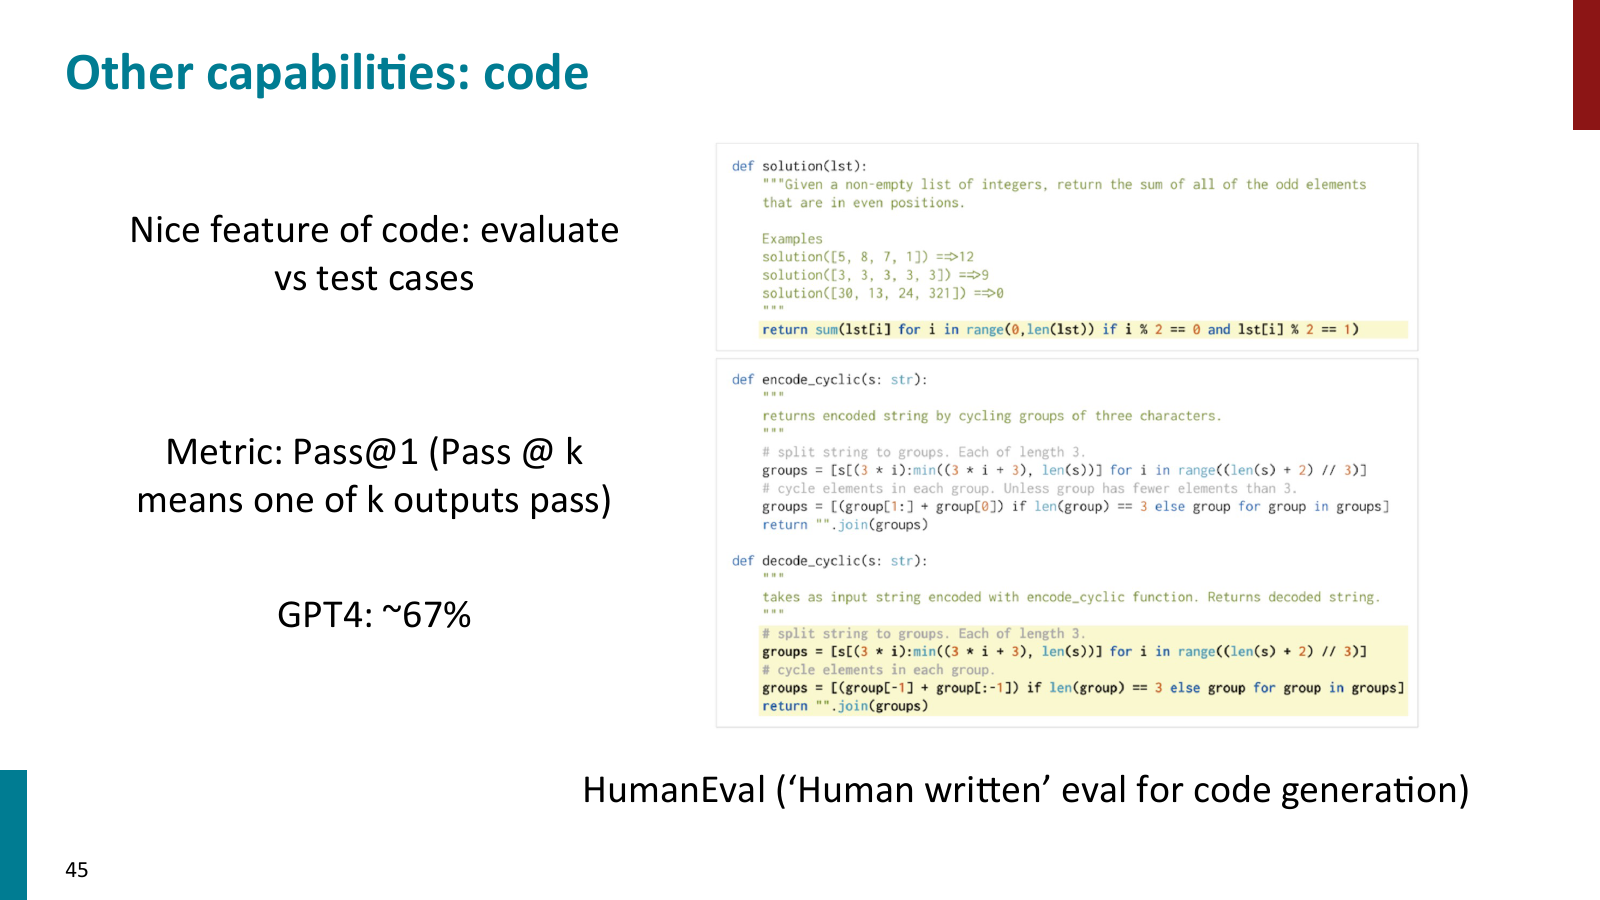 Other capabilities: code
Nice feature of code: evaluate
vs test cases
Metric: Pass@1 (Pass @ k
means one of k outputs pass)
GPT4: ~67%
def solution(lst):
    """Given a non-empty list of integers, return the sum of all of the odd elements
    that are in even positions.
    Examples
    solution([5, 8, 7, 1]) ==>12
    solution([3, 3, 3, 3, 3]) ==>9
    solution([30, 13, 24, 321]) ==>0
    """
    return sum(lst[i] for i in range(0,len(lst)) if i % 2 == 0 and lst[i] % 2 == 1)
def encode_cyclic(s: str):
    """
    returns encoded string by cycling groups of three characters.
    """
    # split string to groups. Each of length 3.
    groups = [s[(3 * i):min((3 * i + 3), len(s))] for i in range((len(s) + 2) // 3)]
    # cycle elements in each group. Unless group has fewer elements than 3.
    groups = [(group[1:] + group[0]) if len(group) == 3 else group for group in groups]
    return "".join(groups)
def decode_cyclic(s: str):
    """
    takes as input string encoded with encode_cyclic function. Returns decoded string.
    """
    # split string to groups. Each of length 3.
    groups = [s[(3 * i):min((3 * i + 3), len(s))] for i in range((len(s) + 2) // 3)]
    # cycle elements in each group.
    groups = [(group[-1] + group[:-1]) if len(group) == 3 else group for group in groups]
    return "".join(groups)
HumanEval (‘Human written’ eval for code generation)
45